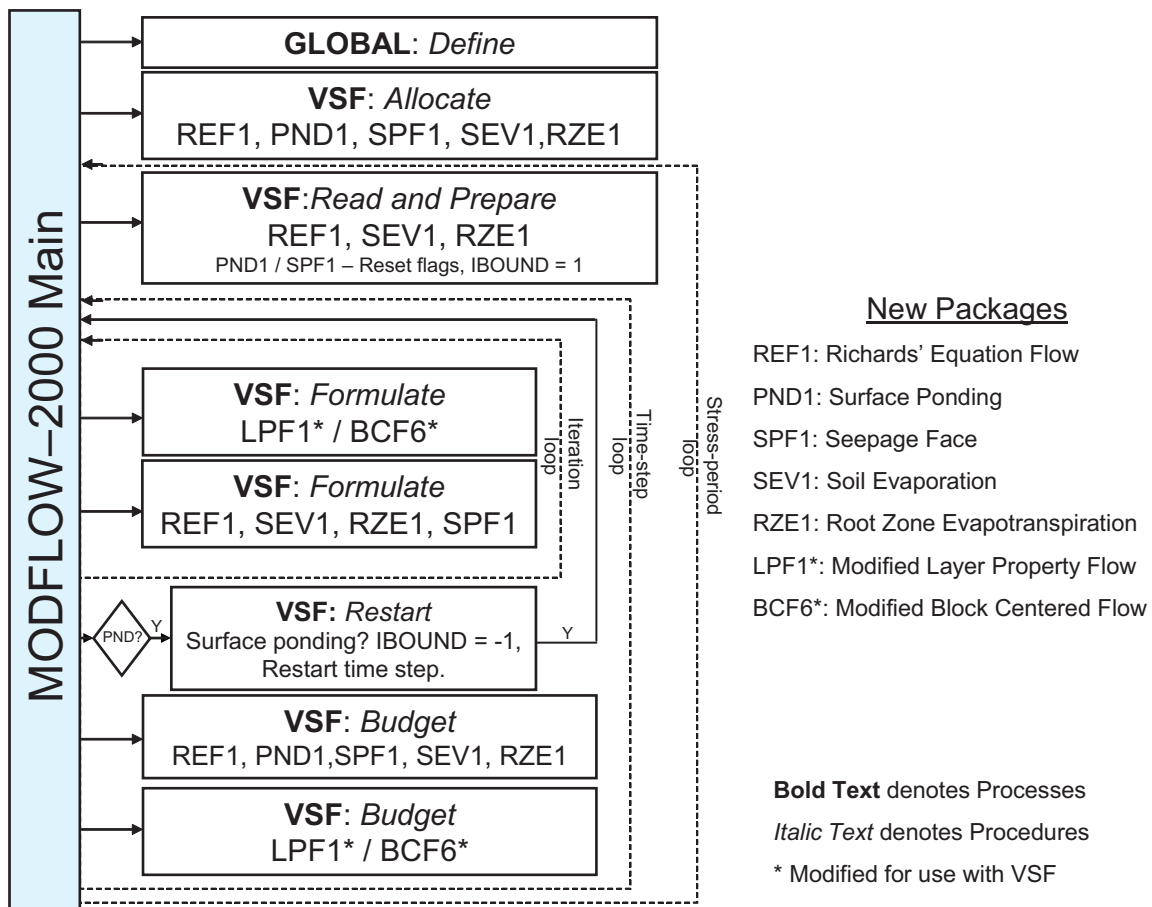 MODFLOW–2000 Main
GLOBAL: Define
VSF: Allocate
REF1, PND1, SPF1, SEV1,RZE1
VSF:Read and Prepare
REF1, SEV1, RZE1
PND1 / SPF1 – Reset flags, IBOUND = 1
VSF: Formulate
LPF1* / BCF6*
VSF: Formulate
REF1, SEV1, RZE1, SPF1
Iteration
loop
Time-step
loop
Stress-period
loop
PND?
Y
VSF: Restart
Surface ponding? IBOUND = -1,
Restart time step.
Y
VSF: Budget
REF1, PND1,SPF1, SEV1, RZE1
VSF: Budget
LPF1* / BCF6*
New Packages
REF1: Richards' Equation Flow
PND1: Surface Ponding
SPF1: Seepage Face
SEV1: Soil Evaporation
RZE1: Root Zone Evapotranspiration
LPF1*: Modified Layer Property Flow
BCF6*: Modified Block Centered Flow
Bold Text denotes Processes
Italic Text denotes Procedures
* Modified for use with VSF